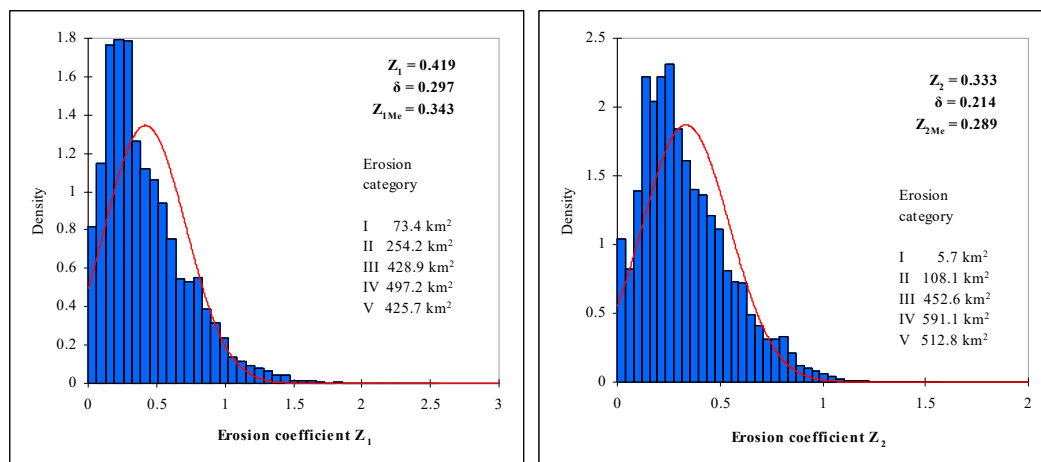 1.8
1.6
1.4
1.2
1
0.8
0.6
0.4
0.2
0
Density
0 0.5 1 1.5 2 2.5 3
Erosion coefficient Z₁
Z₁ = 0.419
δ = 0.297
Z₁Me = 0.343
Erosion
category
I 73.4 km²
II 254.2 km²
III 428.9 km²
IV 497.2 km²
V 425.7 km²
2.5
2
1.5
1
0.5
0
Density
0 0.5 1 1.5 2
Erosion coefficient Z₂
Z₂ = 0.333
δ = 0.214
Z₂Me = 0.289
Erosion
category
I 5.7 km²
II 108.1 km²
III 452.6 km²
IV 591.1 km²
V 512.8 km²